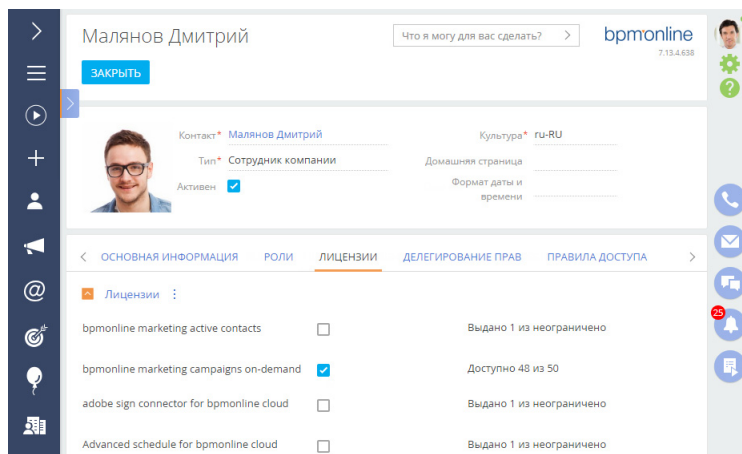 Малянов Дмитрий
Что я могу для вас сделать?
bpm'online
7.13.4.638
ЗАКРЫТЬ
Контакт* Малянов Дмитрий
Культура* ru-RU
Тип* Сотрудник компании
Домашняя страница
Активен
Формат даты и
времени
ОСНОВНАЯ ИНФОРМАЦИЯ РОЛИ ЛИЦЕНЗИИ ДЕЛЕГИРОВАНИЕ ПРАВ ПРАВИЛА ДОСТУПА
25
Лицензии
bpmonline marketing active contacts Выдано 1 из неограничено
bpmonline marketing campaigns on-demand Доступно 48 из 50
adobe sign connector for bpmonline cloud Выдано 1 из неограничено
Advanced schedule for bpmonline cloud Выдано 1 из неограничено